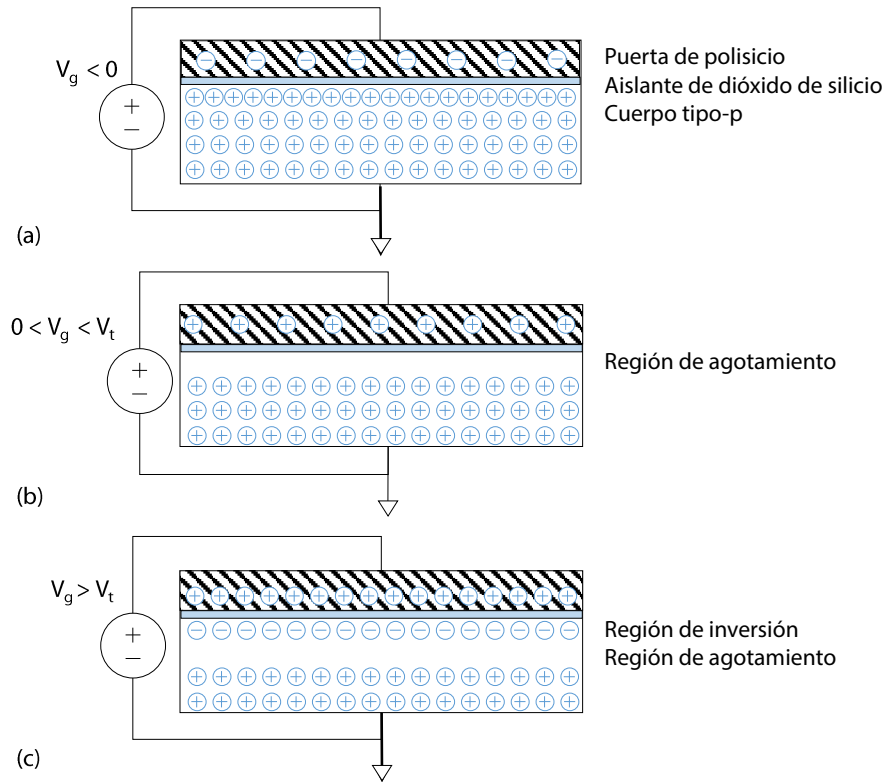 V_g < 0
Puerta de polisicio
Aislante de dióxido de silicio
Cuerpo tipo-p
(a)
0 < V_g < V_t
Región de agotamiento
(b)
V_g > V_t
Región de inversión
Región de agotamiento
(c)